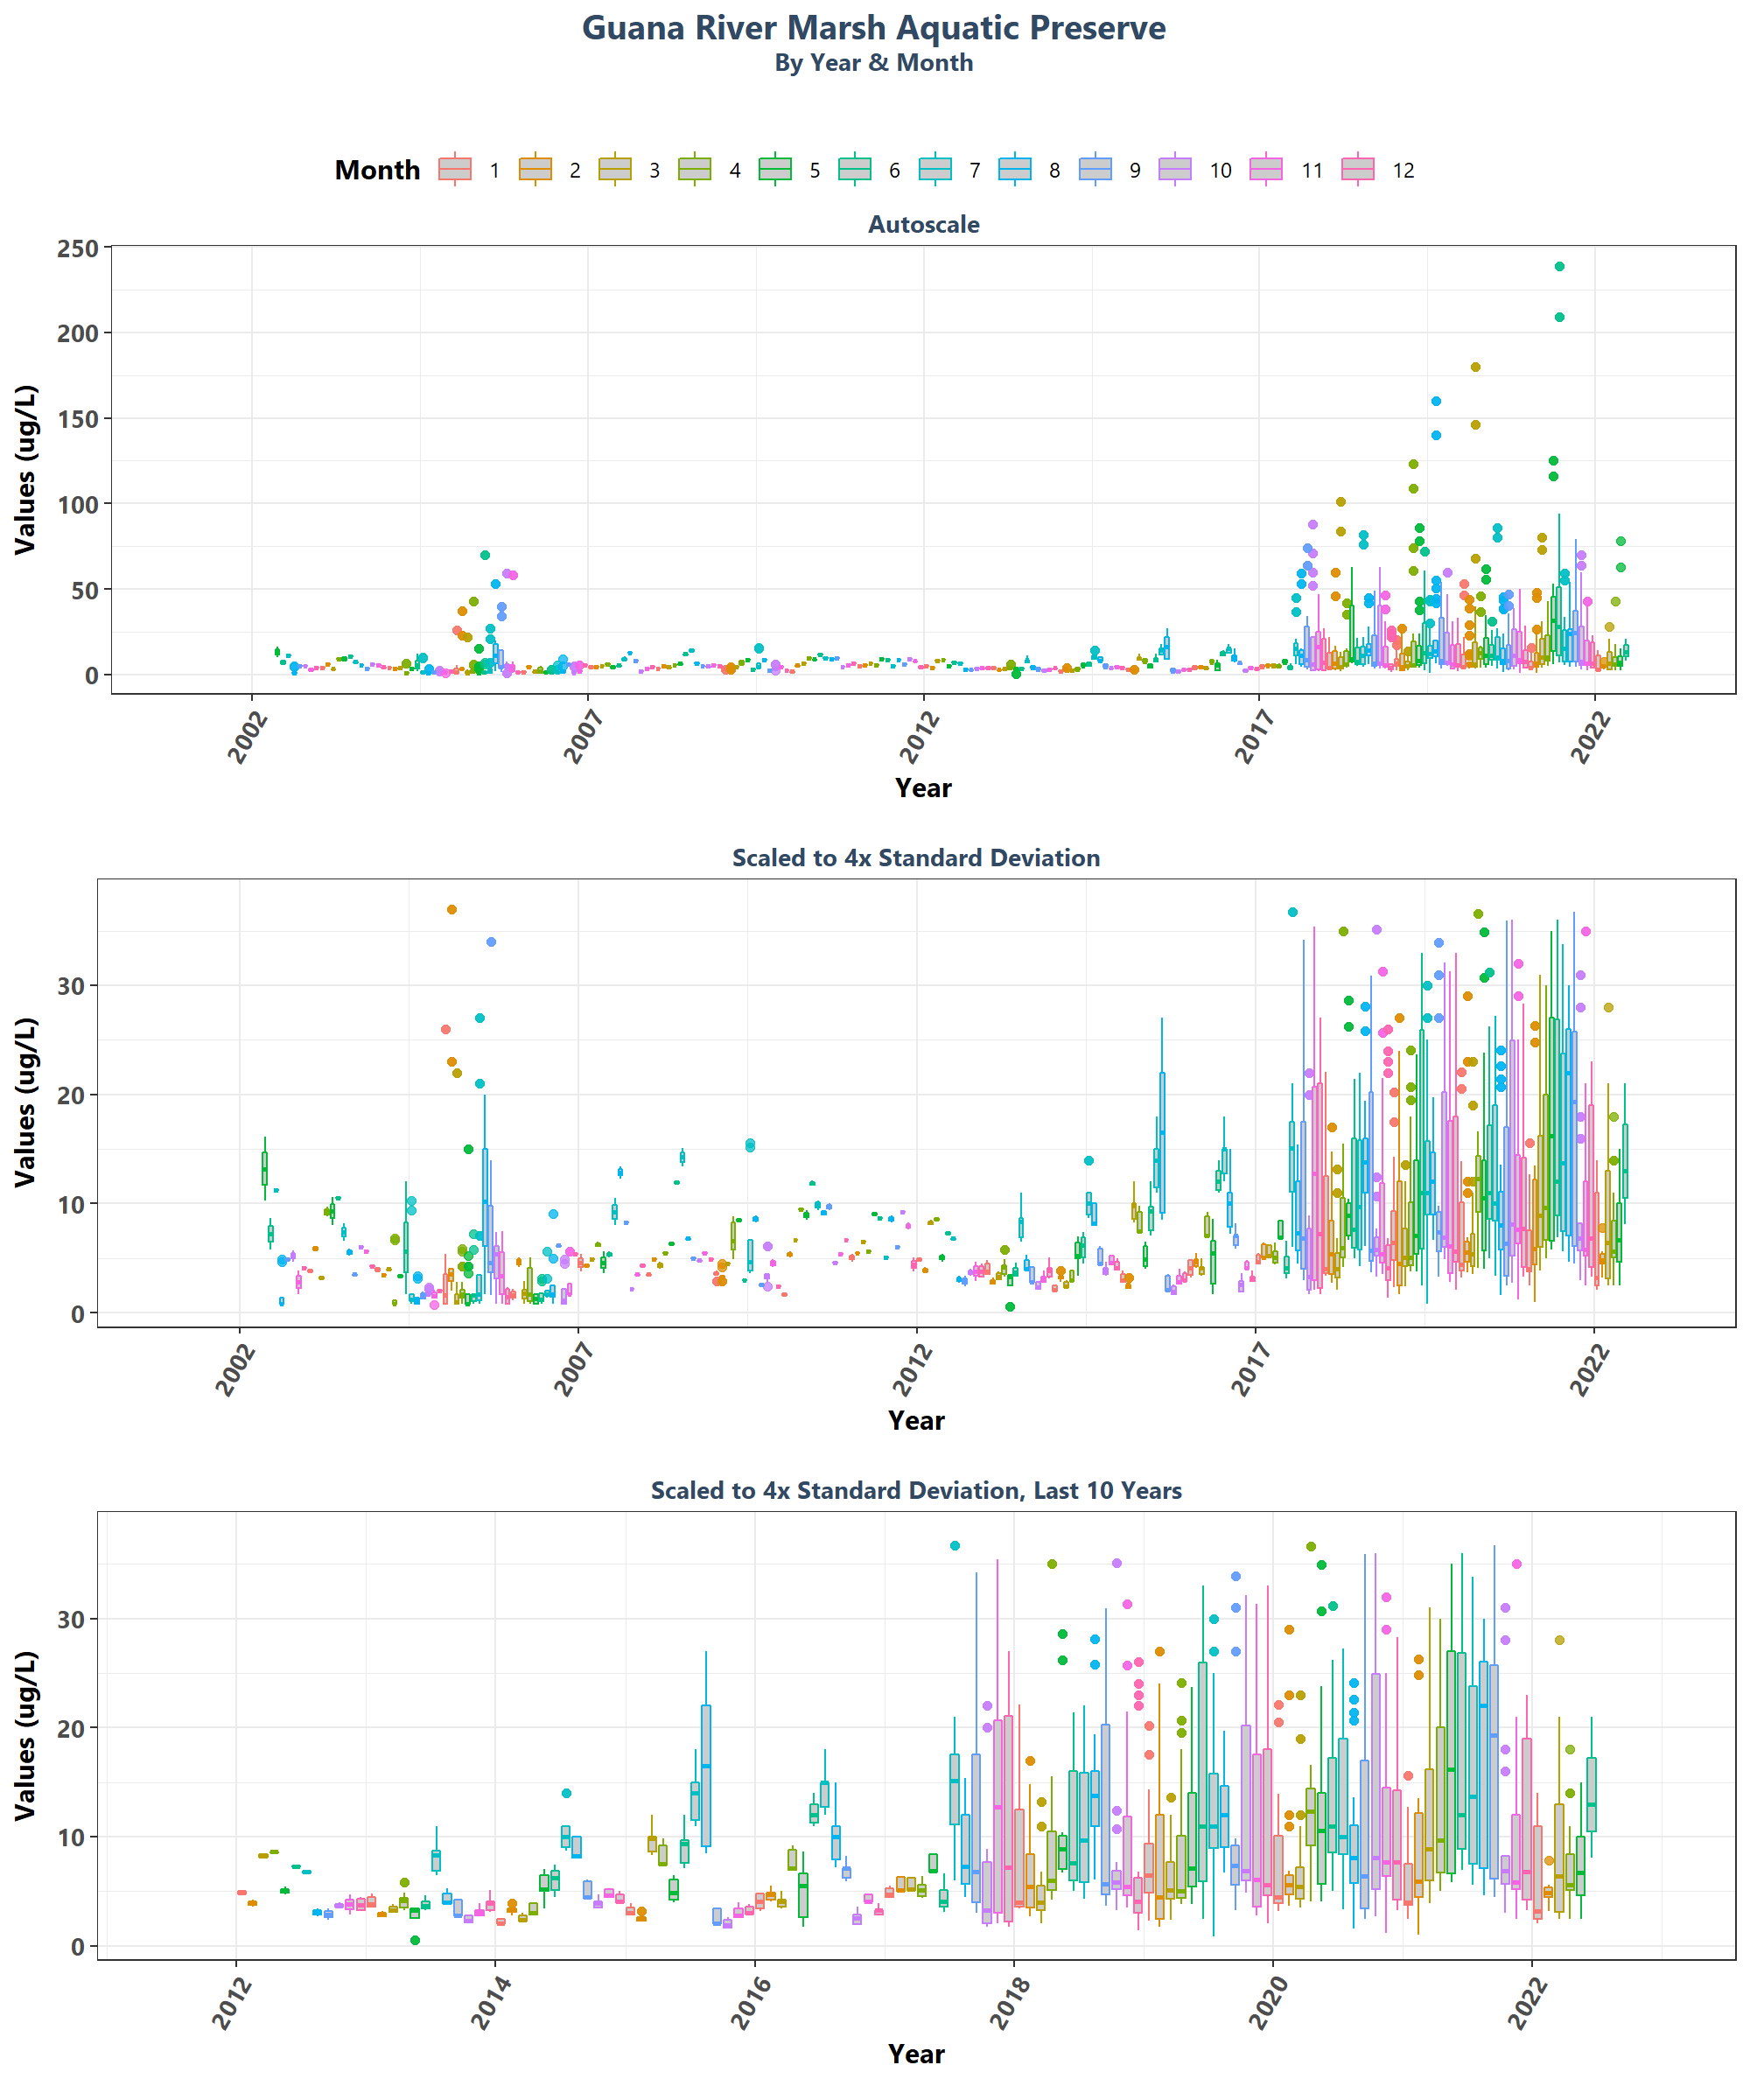 Guana River Marsh Aquatic Preserve
By Year & Month
Month 1 2 3 4 5 6 7 8 9 10 11 12
Autoscale
Values (ug/L)
250
200
150
100
50
0
2002 2007 2012 2017 2022
Year
Scaled to 4x Standard Deviation
Values (ug/L)
30
20
10
0
2002 2007 2012 2017 2022
Year
Scaled to 4x Standard Deviation, Last 10 Years
Values (ug/L)
30
20
10
0
2012 2014 2016 2018 2020 2022
Year